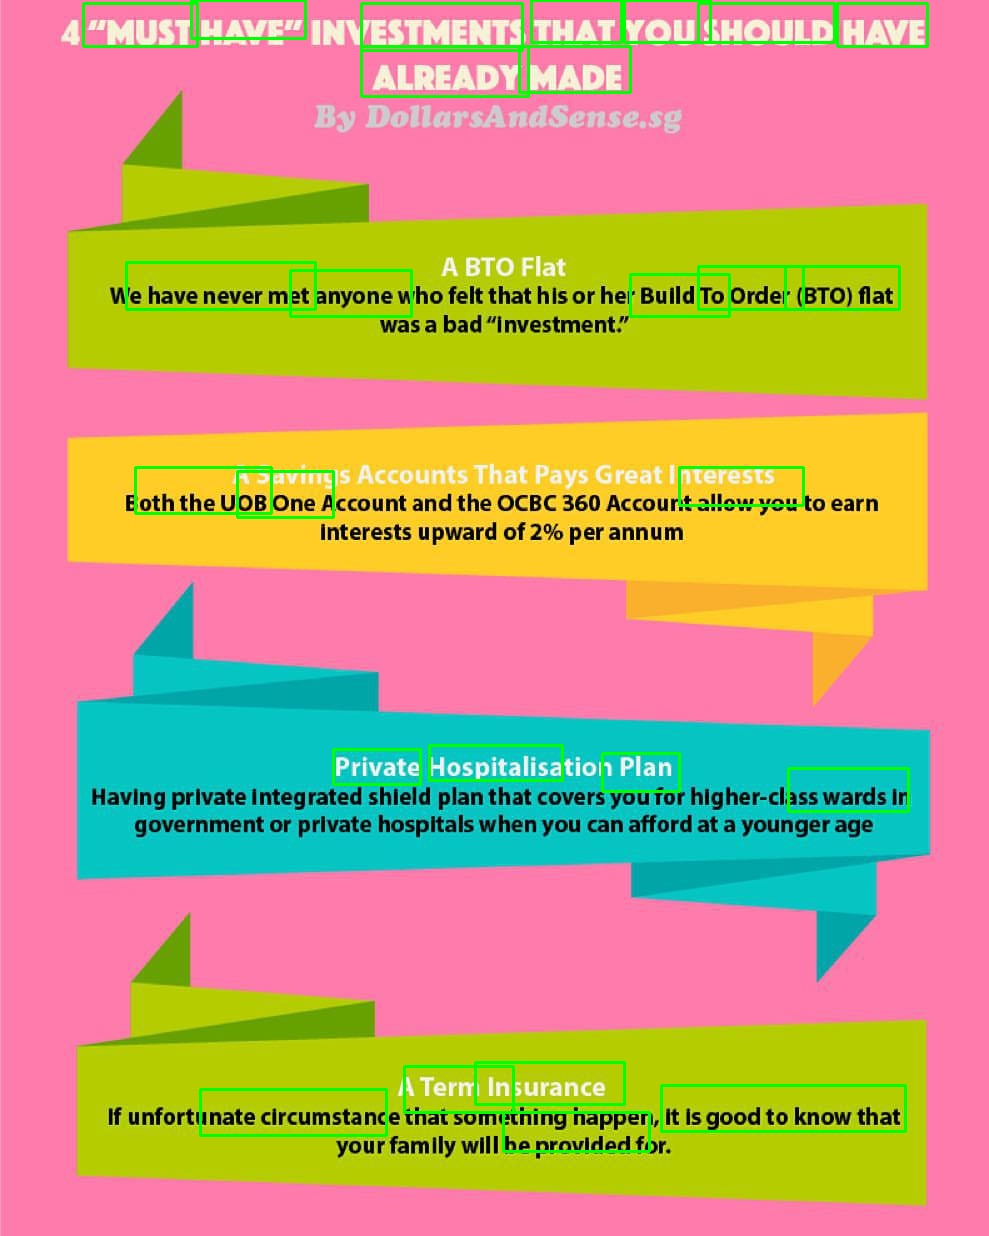 4 “MUST HAVE” INVESTMENTS THAT YOU SHOULD HAVE
ALREADY MADE
By DollarsAndSense.sg
A BTO Flat
We have never met anyone who felt that his or her Build To Order (BTO) flat
was a bad “investment.”
A Savings Accounts That Pays Great Interests
Both the UOB One Account and the OCBC 360 Account allow you to earn
interests upward of 2% per annum
Private Hospitalisation Plan
Having private integrated shield plan that covers you for higher-class wards in
government or private hospitals when you can afford at a younger age
A Term Insurance
If unfortunate circumstance that something happen, it is good to know that
your family will be provided for.